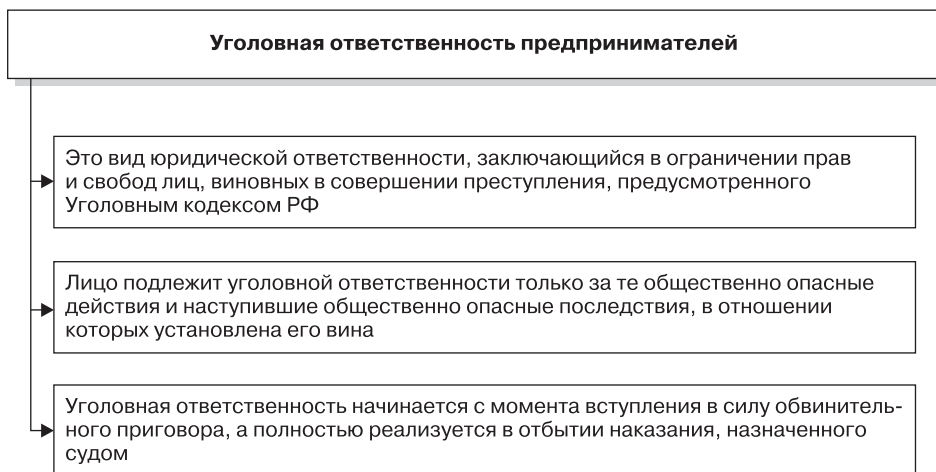 Уголовная ответственность предпринимателей
Это вид юридической ответственности, заключающийся в ограничении прав
и свобод лиц, виновных в совершении преступления, предусмотренного
Уголовным кодексом РФ
Лицо подлежит уголовной ответственности только за те общественно опасные
действия и наступившие общественно опасные последствия, в отношении
которых установлена его вина
Уголовная ответственность начинается с момента вступления в силу обвинитель-
ного приговора, а полностью реализуется в отбытии наказания, назначенного
судом